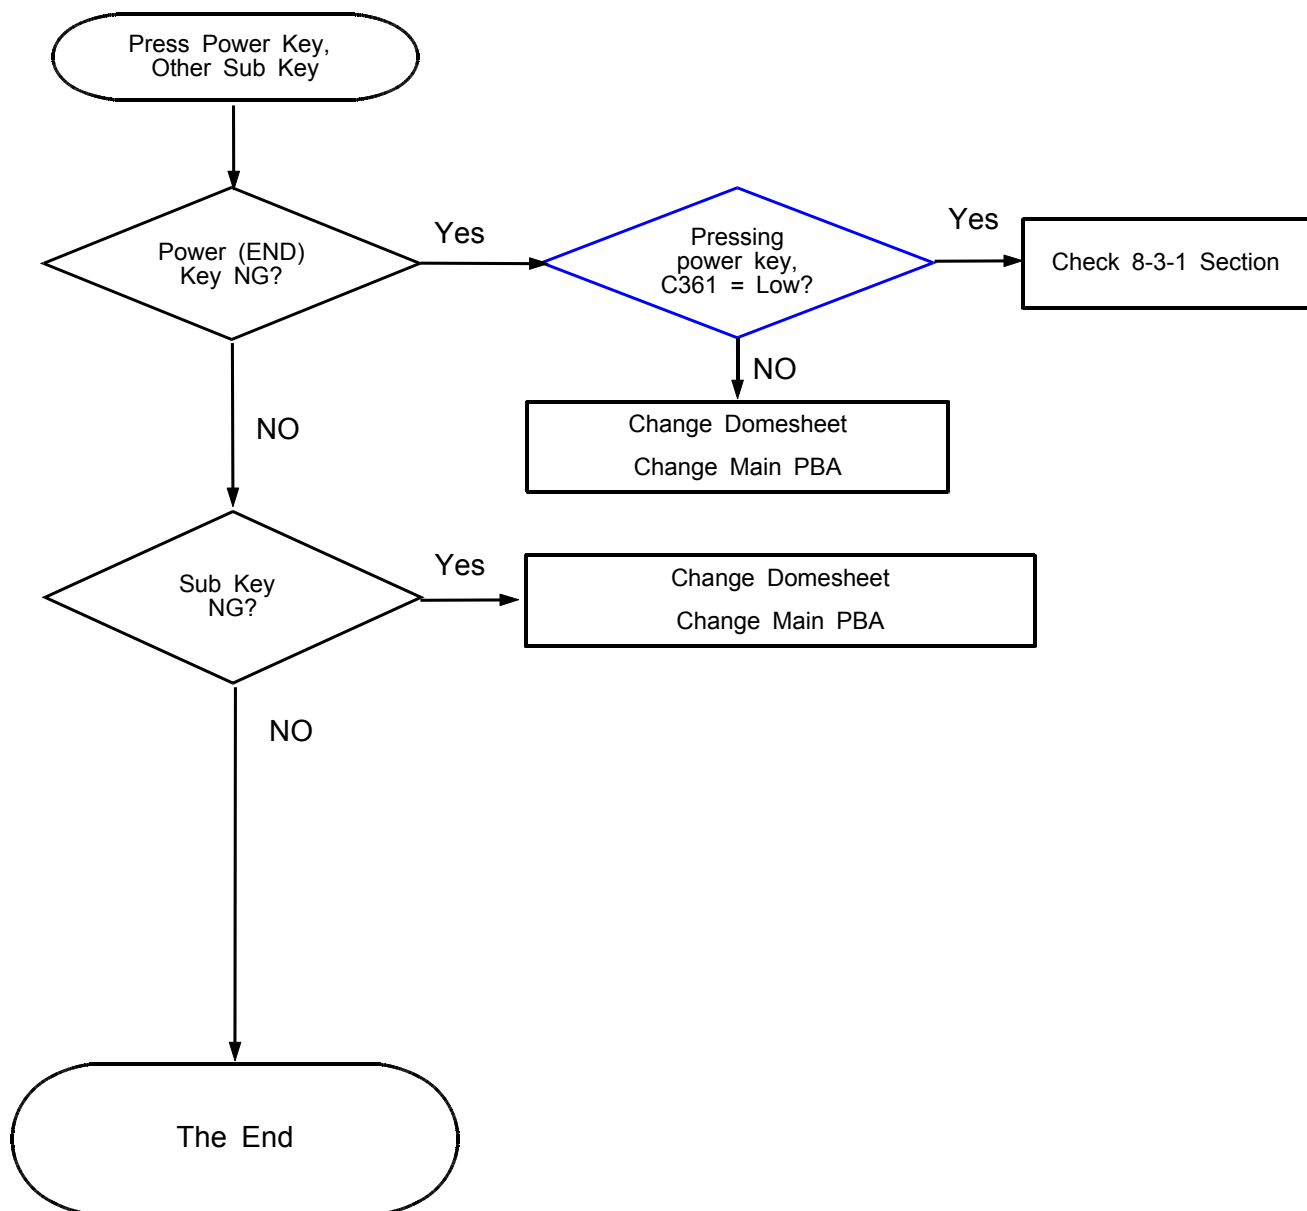 Press Power Key,
Other Sub Key
Power (END)
Key NG?
Yes
Pressing
power key,
C361 = Low?
Yes
Check 8-3-1 Section
NO
Change Domesheet
Change Main PBA
NO
Sub Key
NG?
Yes
Change Domesheet
Change Main PBA
NO
The End